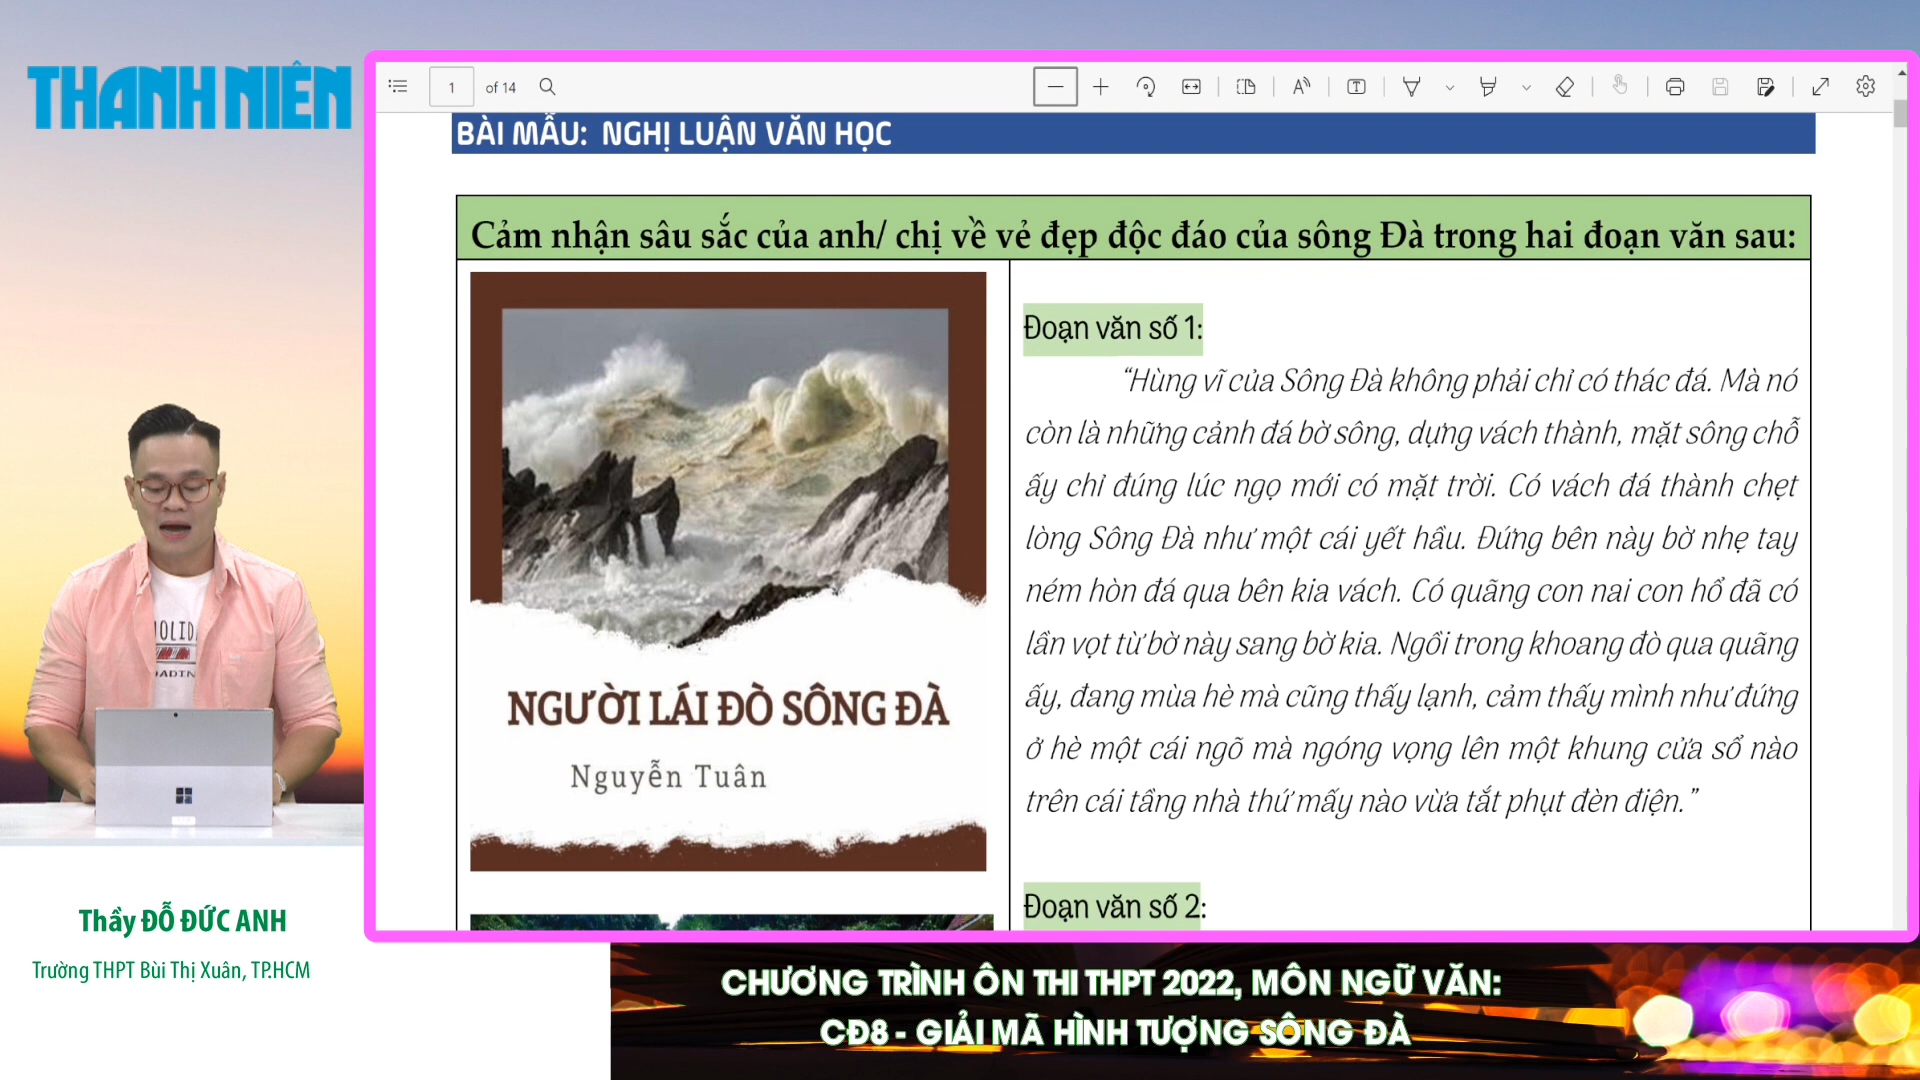 THANH NIÊN
1 of 14
BÀI MẪU: NGHỊ LUẬN VĂN HỌC
Cảm nhận sâu sắc của anh/ chị về vẻ đẹp độc đáo của sông Đà trong hai đoạn văn sau:
NGƯỜI LÁI ĐÒ SÔNG ĐÀ
Nguyễn Tuân
Đoạn văn số 1:
“Hùng vĩ của Sông Đà không phải chỉ có thác đá. Mà nó
còn là những cảnh đá bờ sông, dựng vách thành, mặt sông chỗ
ấy chỉ đúng lúc ngọ mới có mặt trời. Có vách đá thành chẹt
lòng Sông Đà như một cái yết hầu. Đứng bên này bờ nhẹ tay
ném hòn đá qua bên kia vách. Có quãng con nai con hổ đã có
lần vọt từ bờ này sang bờ kia. Ngồi trong khoang đò qua quãng
ấy, đang mùa hè mà cũng thấy lạnh, cảm thấy mình như đứng
ở hè một cái ngõ mà ngóng vọng lên một khung cửa sổ nào
trên cái tầng nhà thứ mấy nào vừa tắt phụt đèn điện.”
Đoạn văn số 2:
Thầy ĐỖ ĐỨC ANH
Trường THPT Bùi Thị Xuân, TP.HCM
CHƯƠNG TRÌNH ÔN THI THPT 2022, MÔN NGỮ VĂN:
CĐ8 - GIẢI MÃ HÌNH TƯỢNG SÔNG ĐÀ